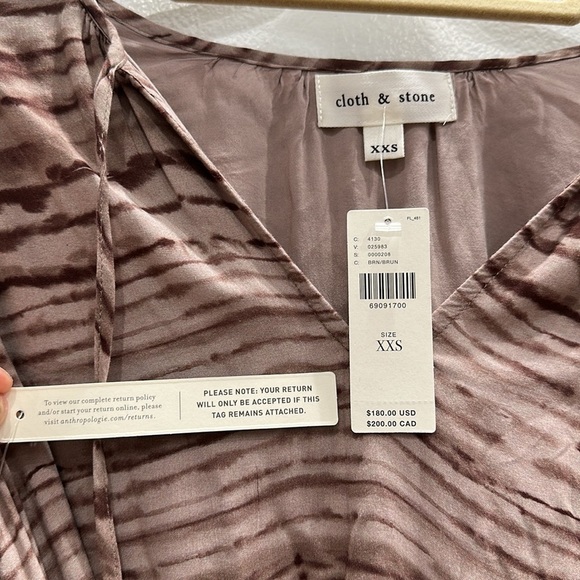 cloth & stone
XXS
PL_481
C: 4130
V: 025983
S: 0000206
C: BRN/BRUN
69091700
SIZE
XXS
$180.00 USD
$200.00 CAD
To view our complete return policy
and/or start your return online, please
visit anthropologie.com/returns.
PLEASE NOTE: YOUR RETURN
WILL ONLY BE ACCEPTED IF THIS
TAG REMAINS ATTACHED.